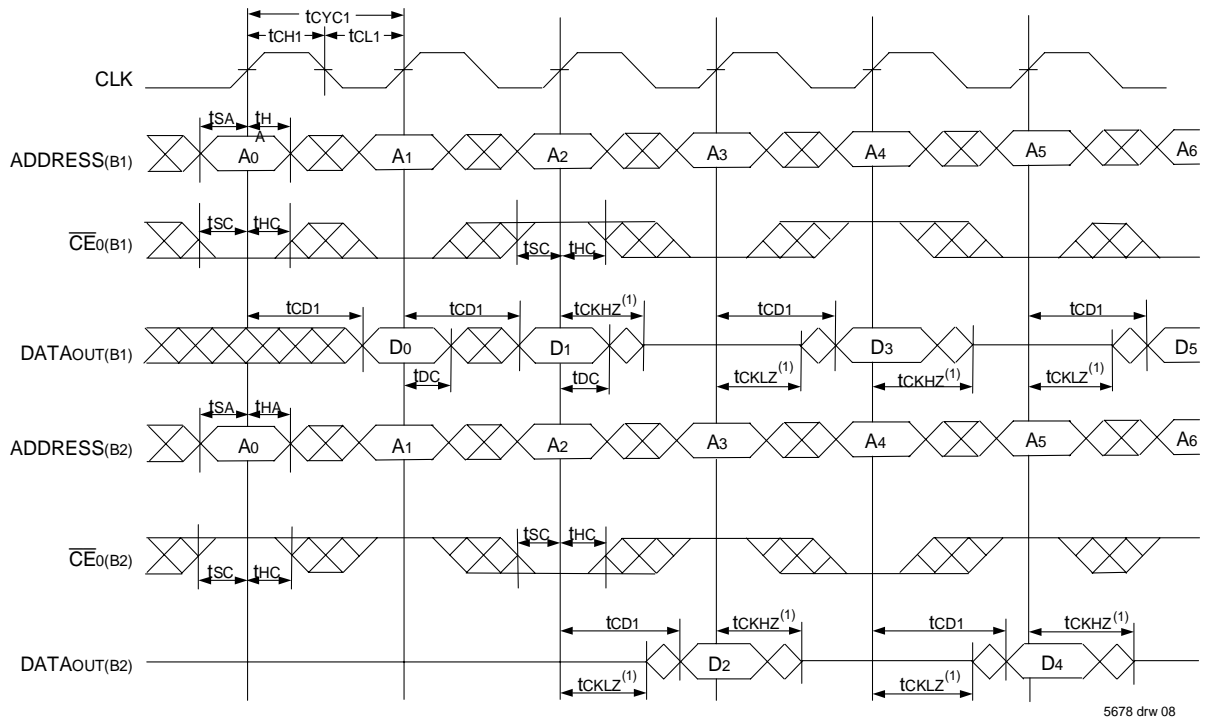 tCYC1
tCH1 tCL1
CLK
tSA tHA
ADDRESS(B1) A0 A1 A2 A3 A4 A5 A6
tSC tHC
CE0(B1)
tSC tHC
tCD1 tCD1 tCKHZ(1) tCD1 tCD1
DATAOUT(B1) D0 D1 D3 D5
tDC tDC tCKLZ(1) tCKHZ(1) tCKLZ(1)
tSA tHA
ADDRESS(B2) A0 A1 A2 A3 A4 A5 A6
tSC tHC
CE0(B2)
tSC tHC
tCD1 tCKHZ(1) tCD1 tCKHZ(1)
DATAOUT(B2) D2 D4
tCKLZ(1) tCKLZ(1)
5678 drw 08